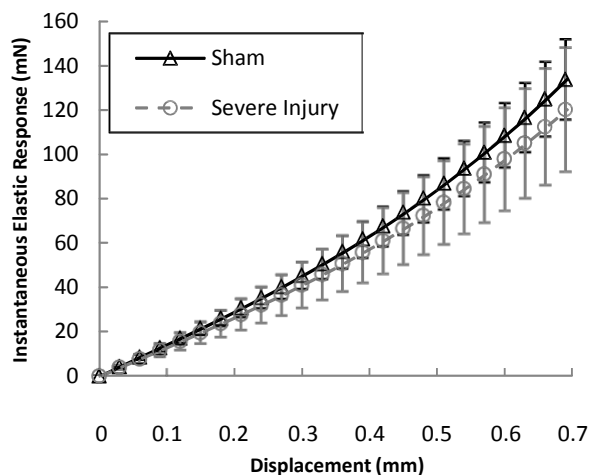 Instantaneous Elastic Response (mN)
160
140
120
100
80
60
40
20
0
Sham
Severe Injury
0 0.1 0.2 0.3 0.4 0.5 0.6 0.7
Displacement (mm)